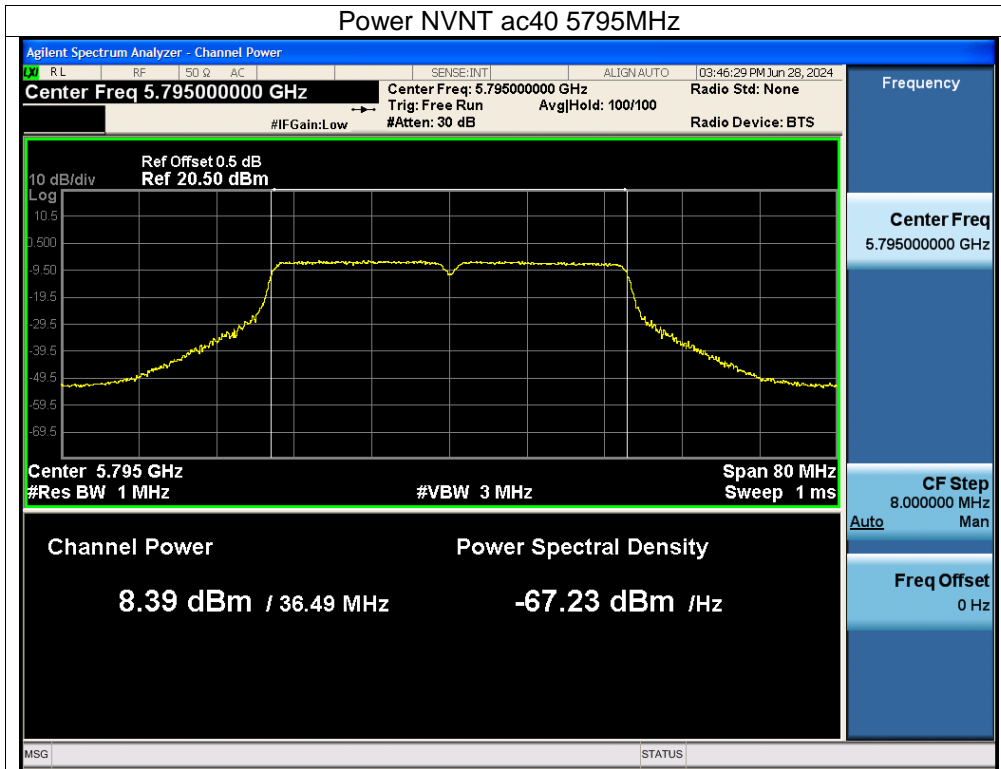 Power NVNT ac40 5795MHz
Agilent Spectrum Analyzer - Channel Power
LXI RL RF 50 Ω AC SENSE:INT ALIGN AUTO 03:46:29 PM Jun 28, 2024
Center Freq 5.795000000 GHz
Center Freq: 5.795000000 GHz
Radio Std: None
Trig: Free Run Avg|Hold: 100/100
#IFGain:Low #Atten: 30 dB Radio Device: BTS
Ref Offset 0.5 dB
10 dB/div Ref 20.50 dBm
Log
10.5
0.500
-9.50
-19.5
-29.5
-39.5
-49.5
-59.5
-69.5
Center 5.795 GHz Span 80 MHz
#Res BW 1 MHz #VBW 3 MHz Sweep 1 ms
Channel Power Power Spectral Density
8.39 dBm / 36.49 MHz -67.23 dBm /Hz
Frequency
Center Freq
5.795000000 GHz
CF Step
8.000000 MHz
Auto Man
Freq Offset
0 Hz
MSG STATUS